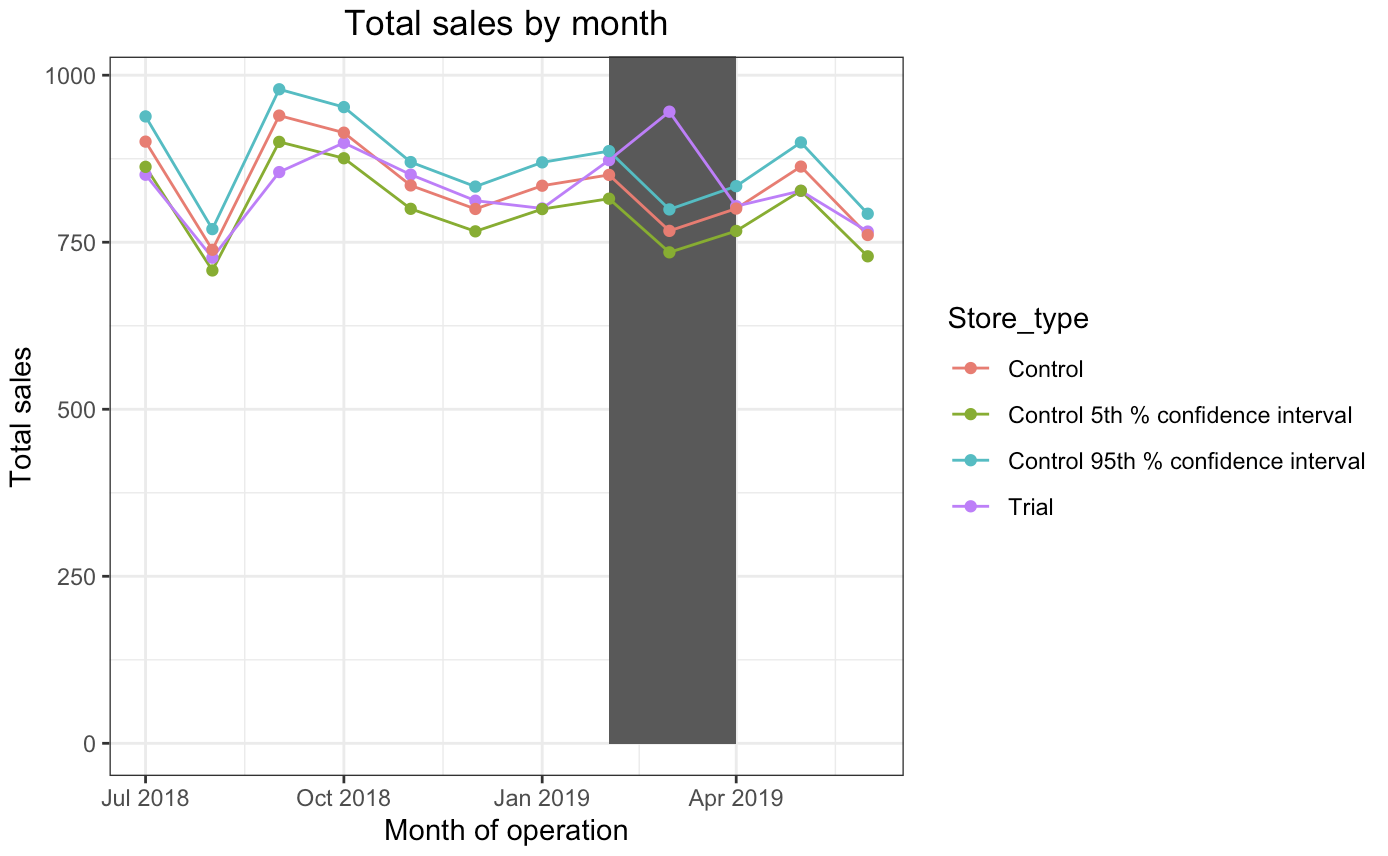 Total sales by month
1000
750
500
250
0
Total sales
Jul 2018
Oct 2018
Jan 2019
Apr 2019
Month of operation
Store_type
Control
Control 5th % confidence interval
Control 95th % confidence interval
Trial